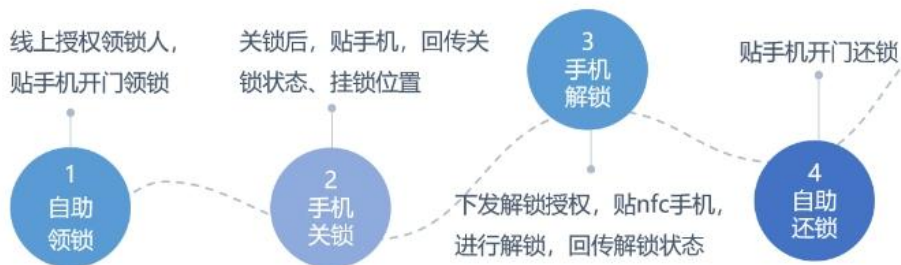 线上授权领锁人，
贴手机开门领锁
1
自助
领锁
关锁后，贴手机，回传关
锁状态、挂锁位置
2
手机
关锁
3
手机
解锁
下发解锁授权，贴nfc手机，
进行解锁，回传解锁状态
贴手机开门还锁
4
自助
还锁